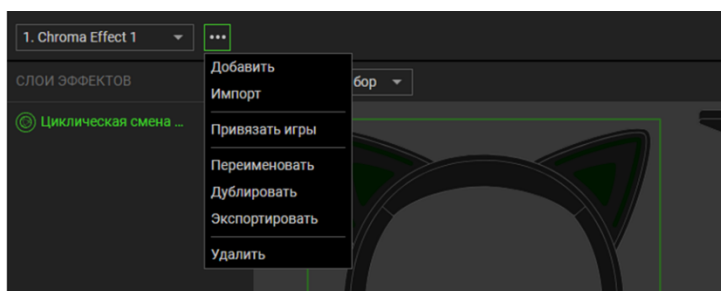 1. Chroma Effect 1
СЛОИ ЭФФЕКТОВ
Циклическая смена ...
Добавить
Импорт
Привязать игры
Переименовать
Дублировать
Экспортировать
Удалить
бор